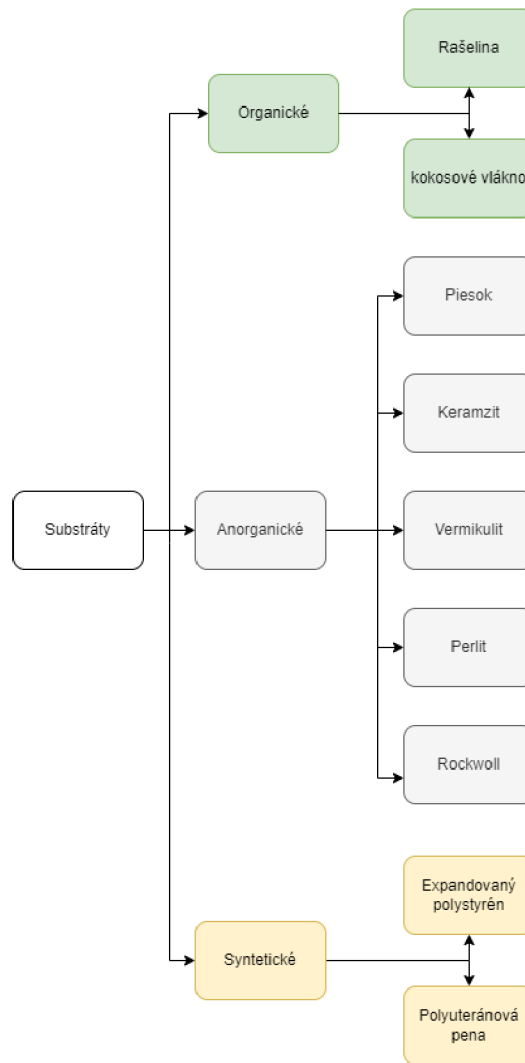 Rašelina
Organické
kokosové vlákno
Piesok
Keramzit
Substráty
Anorganické
Vermikulit
Perlit
Rockwoll
Expandovaný
polystyrén
Syntetické
Polyuteránová
pena